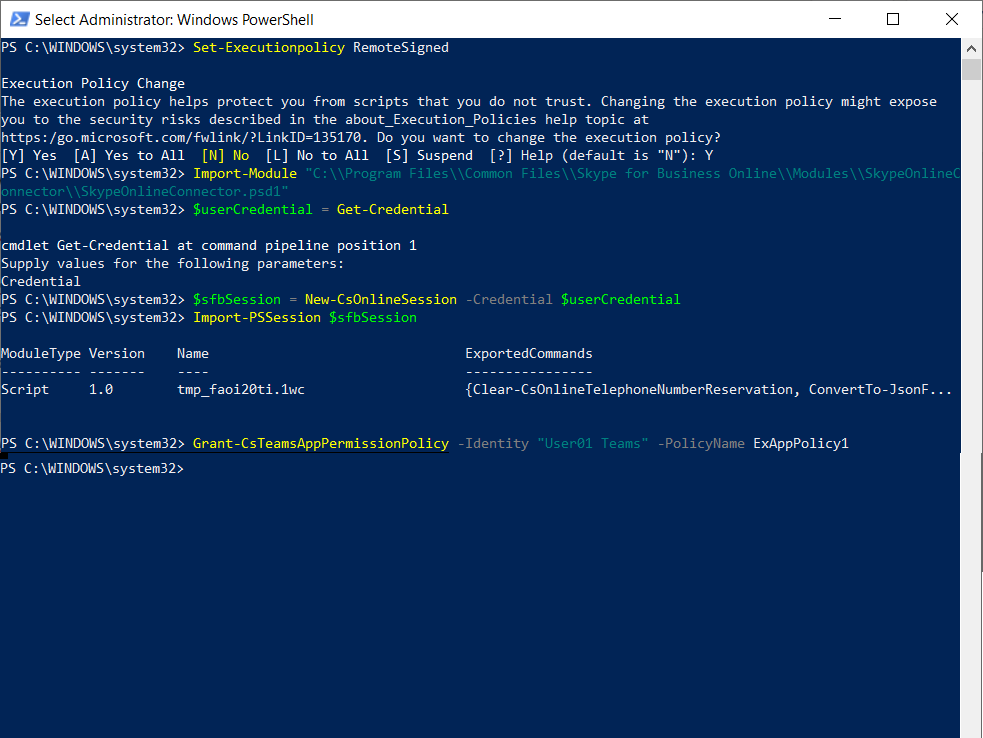 Select Administrator: Windows PowerShell
PS C:\WINDOWS\system32> Set-Executionpolicy RemoteSigned
Execution Policy Change
The execution policy helps protect you from scripts that you do not trust. Changing the execution policy might expose
you to the security risks described in the about_Execution_Policies help topic at
https:/go.microsoft.com/fwlink/?LinkID=135170. Do you want to change the execution policy?
[Y] Yes  [A] Yes to All  [N] No  [L] No to All  [S] Suspend  [?] Help (default is "N"): Y
PS C:\WINDOWS\system32> Import-Module "C:\\Program Files\\Common Files\\Skype for Business Online\\Modules\\SkypeOnlineC
onnector\\SkypeOnlineConnector.psd1"
PS C:\WINDOWS\system32> $userCredential = Get-Credential
cmdlet Get-Credential at command pipeline position 1
Supply values for the following parameters:
Credential
PS C:\WINDOWS\system32> $sfbSession = New-CsOnlineSession -Credential $userCredential
PS C:\WINDOWS\system32> Import-PSSession $sfbSession
ModuleType Version    Name                                ExportedCommands
---------- -------    ----                                ----------------
Script     1.0        tmp_faoi20ti.1wc                    {Clear-CsOnlineTelephoneNumberReservation, ConvertTo-JsonF...
PS C:\WINDOWS\system32> Grant-CsTeamsAppPermissionPolicy -Identity "User01 Teams" -PolicyName ExAppPolicy1
PS C:\WINDOWS\system32>